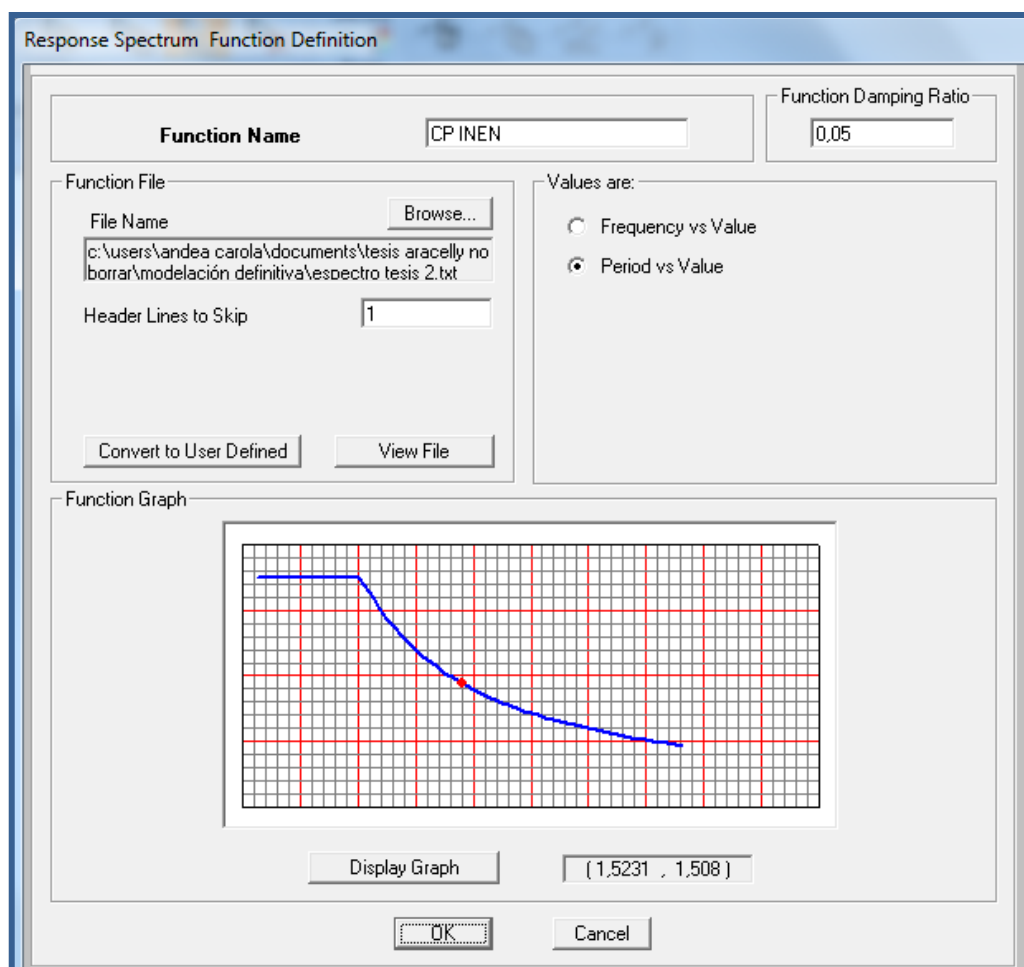 Response Spectrum Function Definition
Function Damping Ratio
Function Name
CP INEN
0,05
Function File
Values are:
File Name
Browse...
c:\users\andea carola\documents\tesis aracelly no
borrar\modelación definitiva\espectro tesis 2.txt
Header Lines to Skip
1
Frequency vs Value
Period vs Value
Convert to User Defined
View File
Function Graph
Display Graph
( 1,5231 , 1,508 )
OK
Cancel